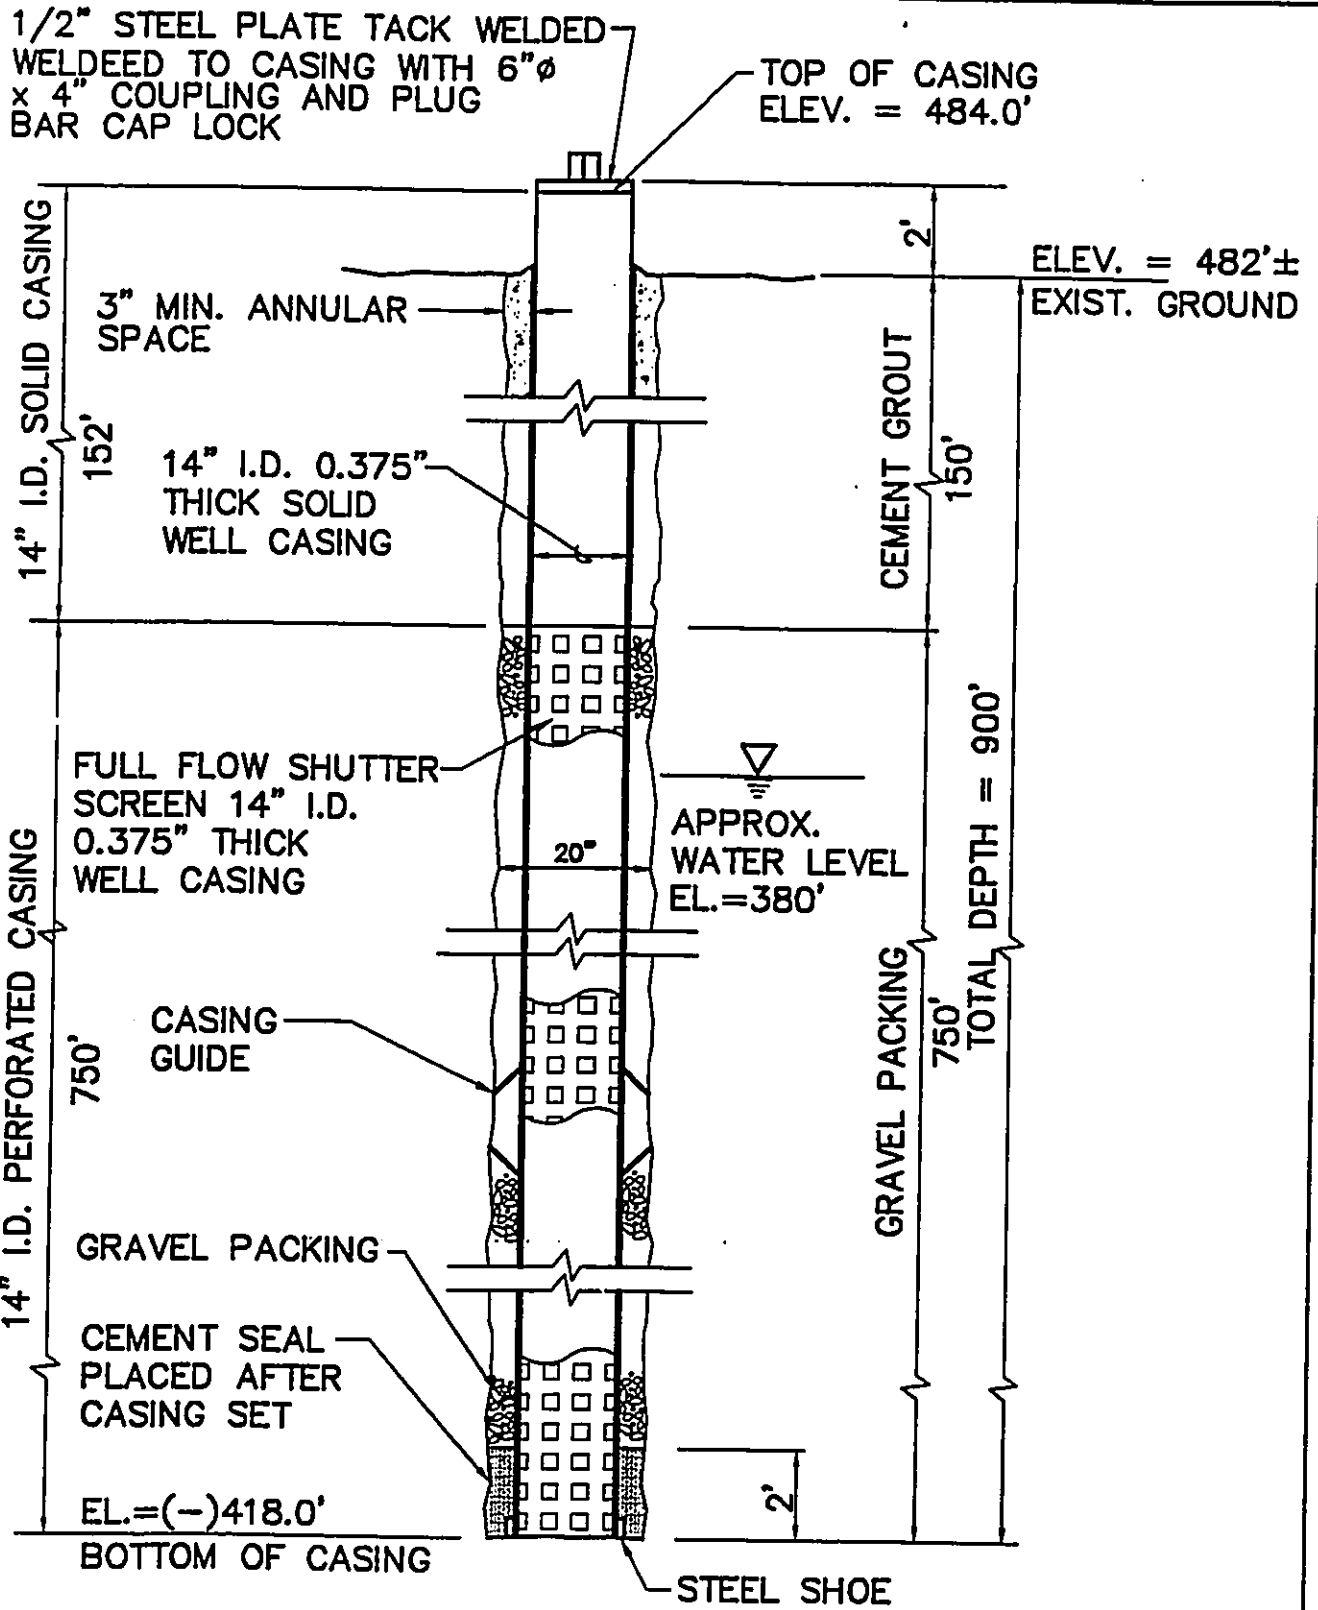 1/2" STEEL PLATE TACK WELDED
WELDEED TO CASING WITH 6"ø
x 4" COUPLING AND PLUG
BAR CAP LOCK
TOP OF CASING
ELEV. = 484.0'
2'
ELEV. = 482'±
EXIST. GROUND
14" I.D. SOLID CASING
152'
3" MIN. ANNULAR
SPACE
14" I.D. 0.375"
THICK SOLID
WELL CASING
CEMENT GROUT
150'
FULL FLOW SHUTTER
SCREEN 14" I.D.
0.375" THICK
WELL CASING
20"
APPROX.
WATER LEVEL
EL.=380'
TOTAL DEPTH = 900'
14" I.D. PERFORATED CASING
750'
CASING
GUIDE
GRAVEL PACKING
750'
GRAVEL PACKING
CEMENT SEAL
PLACED AFTER
CASING SET
2'
EL.=(-)418.0'
BOTTOM OF CASING
STEEL SHOE